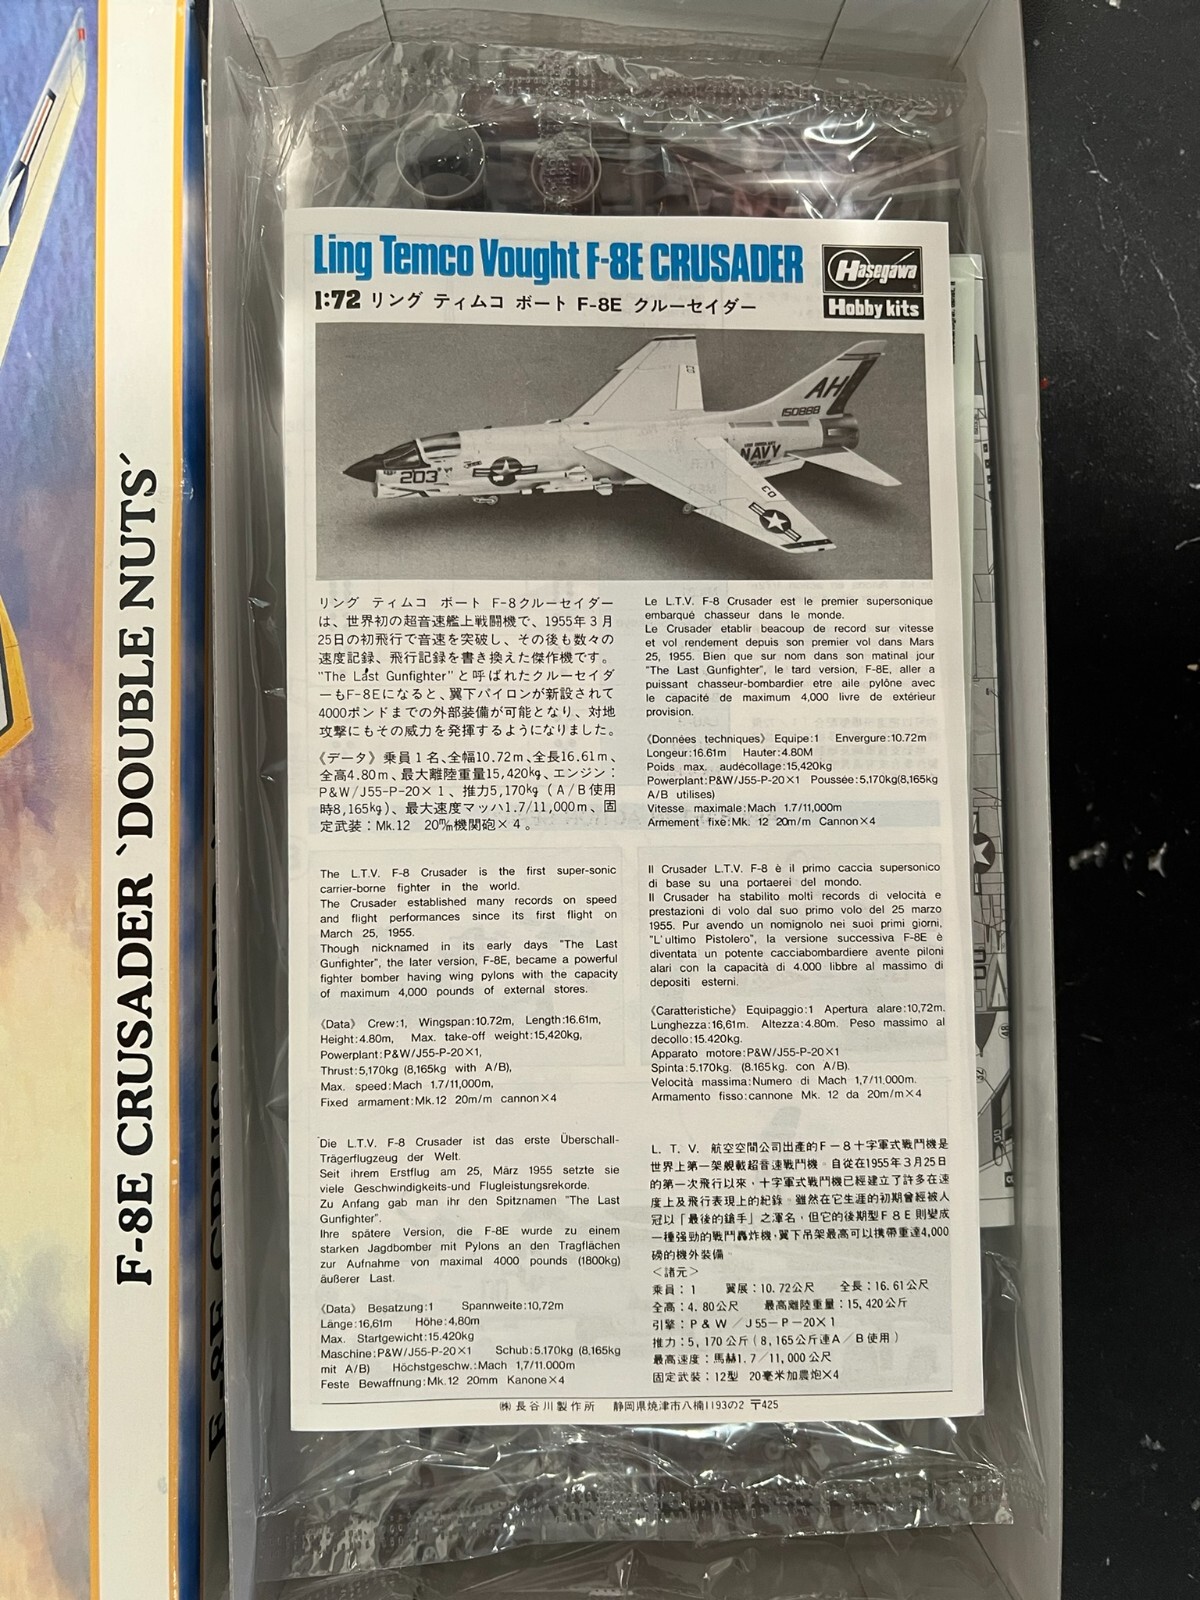 F-8E CRUSADER `DOUBLE NUTS´
Ling Temco Vought F-8E CRUSADER
Hasegawa
Hobby kits
1:72 リング ティムコ ボート F-8E クルーセイダー
AH
150888
NAVY
203
03
リング ティムコ ボート F-8クルーセイダー
は、世界初の超音速艦上戦闘機で、1955年3月
25日の初飛行で音速を突破し、その後も数々の
速度記録、飛行記録を書き換えた傑作機です。
"The Last Gunfighter"と呼ばれたクルーセイダ
ーもF-8Eになると、翼下パイロンが新設されて
4000ポンドまでの外部装備が可能となり、対地
攻撃にもその威力を発揮するようになりました。
《データ》乗員1名、全幅10.72m、全長16.61m、
全高4.80m、最大離陸重量15,420kg、エンジン:
P&W/J55-P-20×1、推力5,170kg(A/B使用
時8,165kg)、最大速度マッハ1.7/11,000m、固
定武装:Mk.12 20m/m機関砲×4。
Le L.T.V. F-8 Crusader est le premier supersonique
embarqué chasseur dans le monde.
Le Crusader etablir beacoup de record sur vitesse
et vol rendement depuis son premier vol dans Mars
25, 1955. Bien que sur nom dans son matinal jour
"The Last Gunfighter", le tard version, F-8E, aller a
puissant chasseur-bombardier etre aile pylône avec
le capacité de maximum 4,000 livre de extérieur
provision.
《Données techniques》 Equipe:1 Envergure:10.72m
Longeur:16.61m Hauter:4.80M
Poids max. audécollage:15,420kg
Powerplant:P&W/J55-P-20×1 Poussée:5,170kg(8,165kg
A/B utilises)
Vitesse maximale:Mach 1.7/11,000m
Armement fixe:Mk. 12 20m/m Cannon×4
The L.T.V. F-8 Crusader is the first super-sonic
carrier-borne fighter in the world.
The Crusader established many records on speed
and flight performances since its first flight on
March 25, 1955.
Though nicknamed in its early days "The Last
Gunfighter", the later version, F-8E, became a powerful
fighter bomber having wing pylons with the capacity
of maximum 4,000 pounds of external stores.
《Data》 Crew:1, Wingspan:10.72m, Length:16.61m,
Height:4.80m, Max. take-off weight:15,420kg,
Powerplant:P&W/J55-P-20×1,
Thrust:5,170kg (8,165kg with A/B),
Max. speed:Mach 1.7/11,000m,
Fixed armament:Mk.12 20m/m cannon×4
Il Crusader L.T.V. F-8 è il primo caccia supersonico
di base su una portaerei del mondo.
Il Crusader ha stabilito molti records di velocità e
prestazioni di volo dal suo primo volo del 25 marzo
1955. Pur avendo un nomignolo nei suoi primi giorni,
"L'ultimo Pistolero", la versione successiva F-8E è
diventata un potente cacciabombardiere avente piloni
alari con la capacità di 4.000 libbre al massimo di
depositi esterni.
《Caratteristiche》 Equipaggio:1 Apertura alare:10,72m.
Lunghezza:16,61m. Altezza:4.80m. Peso massimo al
decollo:15.420kg.
Apparato motore:P&W/J55-P-20×1
Spinta:5.170kg. (8.165kg. con A/B).
Velocità massima:Numero di Mach 1,7/11,000m.
Armamento fisso:cannone Mk. 12 da 20m/m×4
Die L.T.V. F-8 Crusader ist das erste Überschall-
Trägerflugzeug der Welt.
Seit ihrem Erstflug am 25, März 1955 setzte sie
viele Geschwindigkeits-und Flugleistungsrekorde.
Zu Anfang gab man ihr den Spitznamen "The Last
Gunfighter".
Ihre spätere Version, die F-8E wurde zu einem
starken Jagdbomber mit Pylons an den Tragflächen
zur Aufnahme von maximal 4000 pounds (1800kg)
äußerer Last.
《Data》 Besatzung:1 Spannweite:10,72m
Länge:16,61m Höhe:4,80m
Max. Startgewicht:15.420kg
Maschine:P&W/J55-P-20×1 Schub:5.170kg (8,165kg
mit A/B) Höchstgeschw.:Mach 1,7/11.000m
Feste Bewaffnung:Mk.12 20mm Kanone×4
L. T. V. 航空空間公司出產的F-8十字軍式戰鬥機是
世界上第一架艦載超音速戰鬥機。自從在1955年3月25日
的第一次飛行以來，十字軍式戰鬥機已經建立了許多在速
度上及飛行表現上的紀錄。雖然在它生涯的初期曾經被人
冠以「最後的鎗手」之渾名，但它的後期型F8E則變成
一種强勁的戰鬥轟炸機，翼下吊架最高可以携帶重達4,000
磅的機外裝備。
<諸元>
乘員：1 翼展：10.72公尺 全長：16.61公尺
全高：4.80公尺 最高離陸重量：15,420公斤
引擎：P&W/J55-P-20×1
推力：5,170公斤(8,165公斤連A/B使用)
最高速度：馬赫1.7/11,000公尺
固定武裝：12型 20毫米加農炮×4
㈱長谷川製作所 静岡県焼津市八楠1193の2 〒425